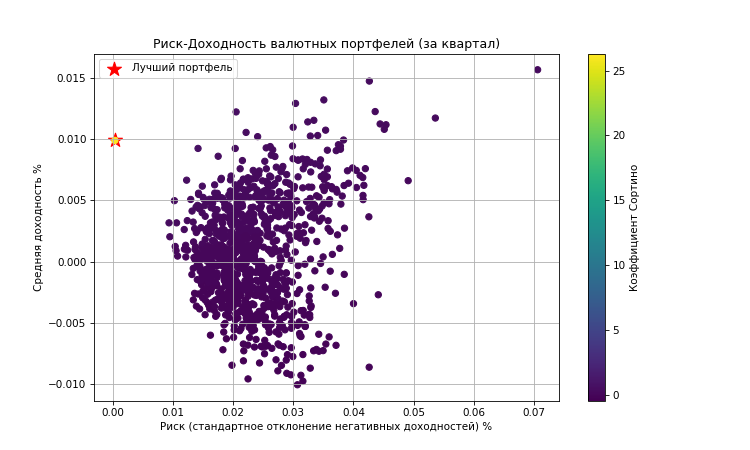 Риск-Доходность валютных портфелей (за квартал)
Лучший портфель
0.015
0.010
0.005
0.000
−0.005
−0.010
Средняя доходность %
0.00 0.01 0.02 0.03 0.04 0.05 0.06 0.07
Риск (стандартное отклонение негативных доходностей) %
25
20
15
10
5
0
Коэффициент Сортино